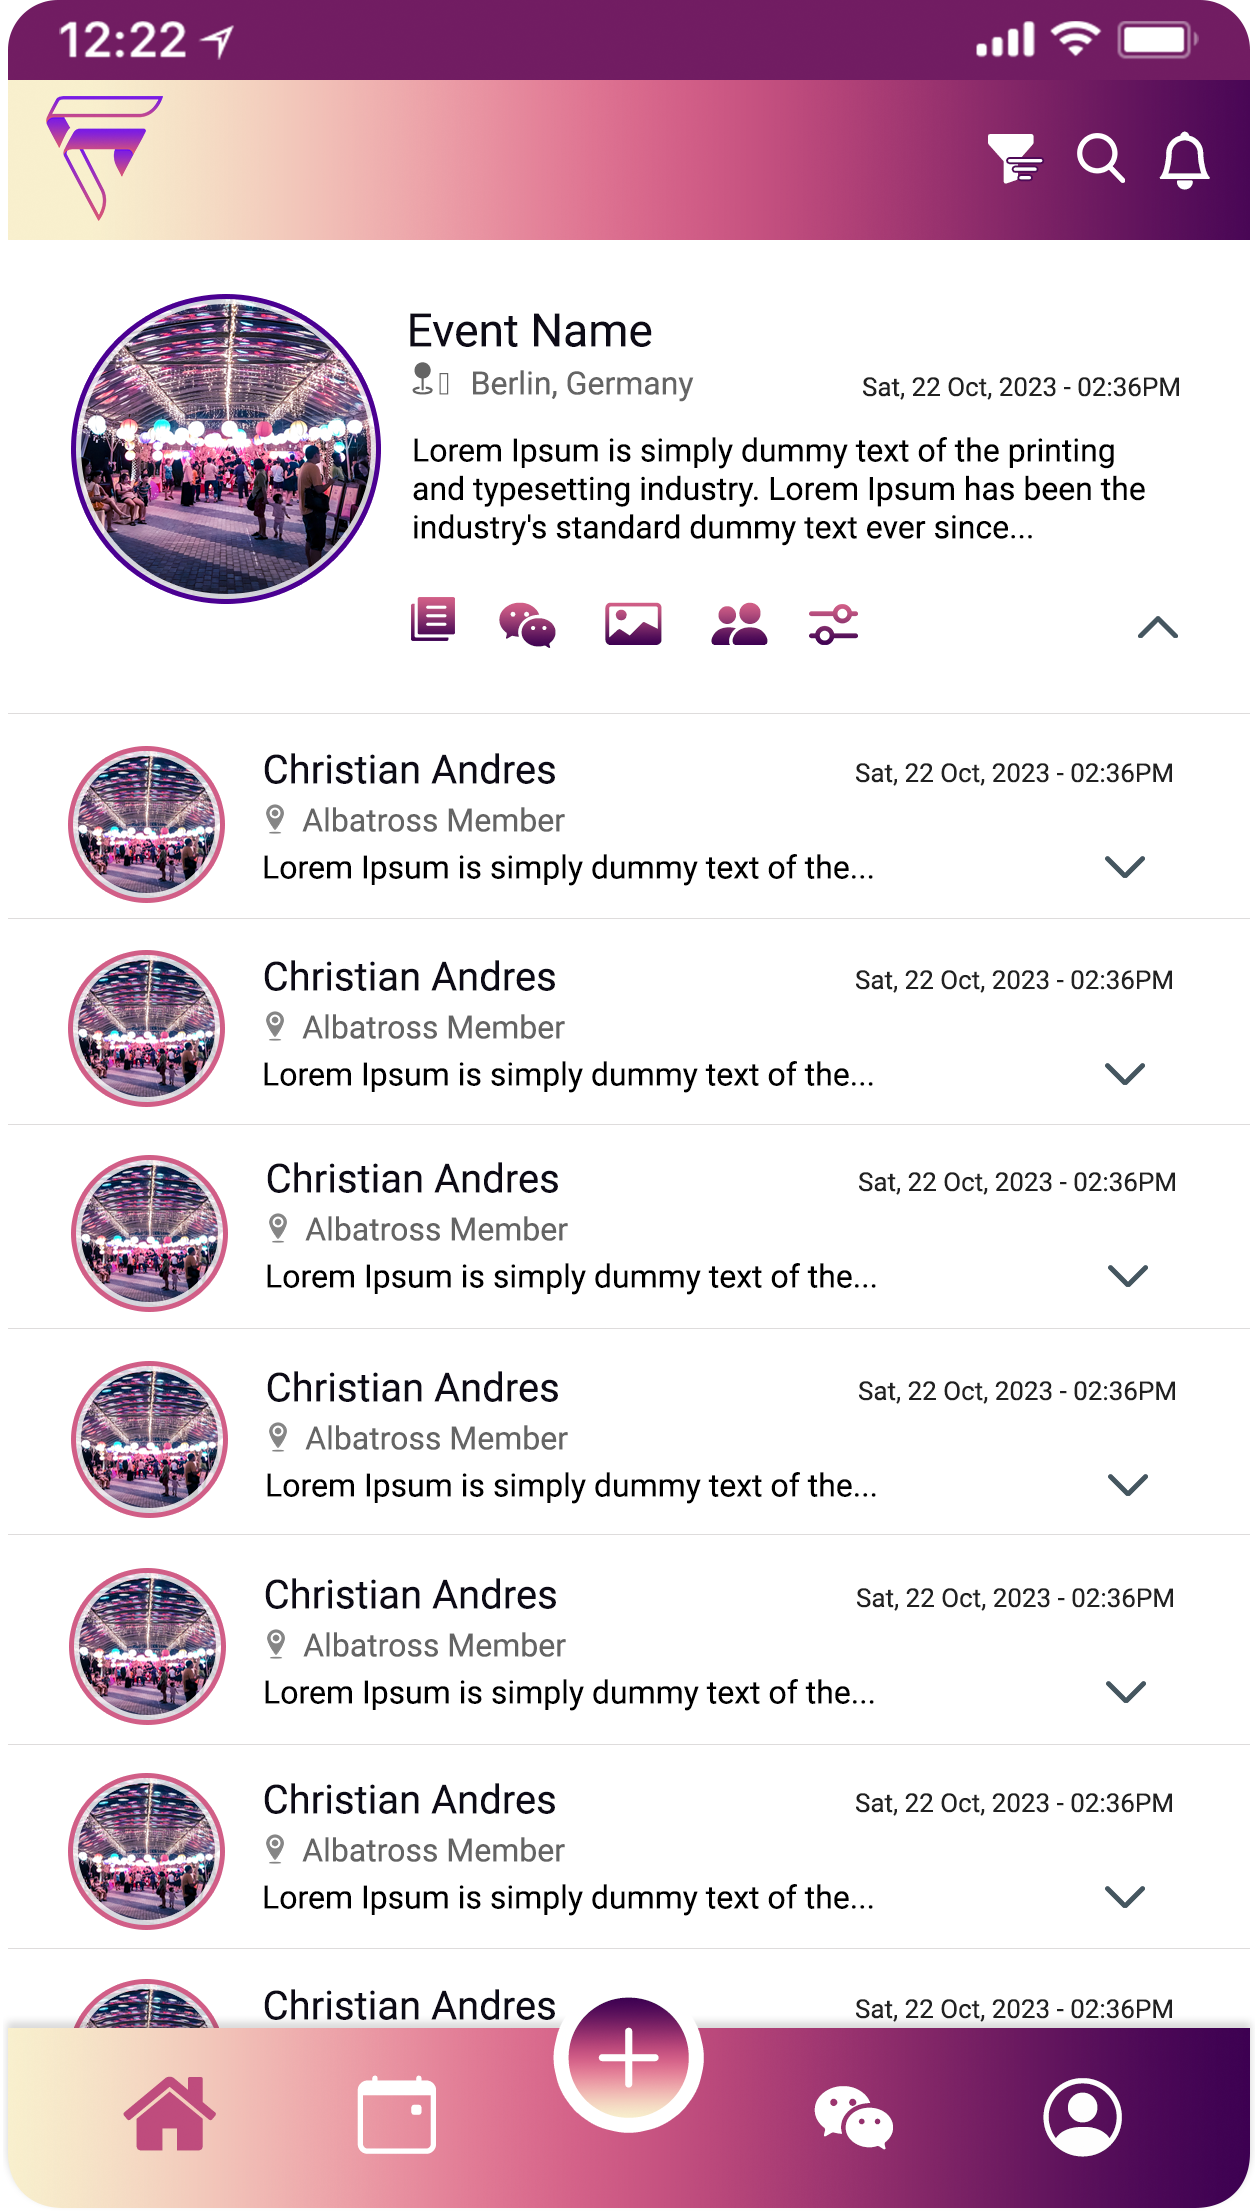 12:22
Event Name
Berlin, Germany
Sat, 22 Oct, 2023 - 02:36PM
Lorem Ipsum is simply dummy text of the printing
and typesetting industry. Lorem Ipsum has been the
industry's standard dummy text ever since...
Christian Andres
Sat, 22 Oct, 2023 - 02:36PM
Albatross Member
Lorem Ipsum is simply dummy text of the...
Christian Andres
Sat, 22 Oct, 2023 - 02:36PM
Albatross Member
Lorem Ipsum is simply dummy text of the...
Christian Andres
Sat, 22 Oct, 2023 - 02:36PM
Albatross Member
Lorem Ipsum is simply dummy text of the...
Christian Andres
Sat, 22 Oct, 2023 - 02:36PM
Albatross Member
Lorem Ipsum is simply dummy text of the...
Christian Andres
Sat, 22 Oct, 2023 - 02:36PM
Albatross Member
Lorem Ipsum is simply dummy text of the...
Christian Andres
Sat, 22 Oct, 2023 - 02:36PM
Albatross Member
Lorem Ipsum is simply dummy text of the...
Christian Andres
Sat, 22 Oct, 2023 - 02:36PM